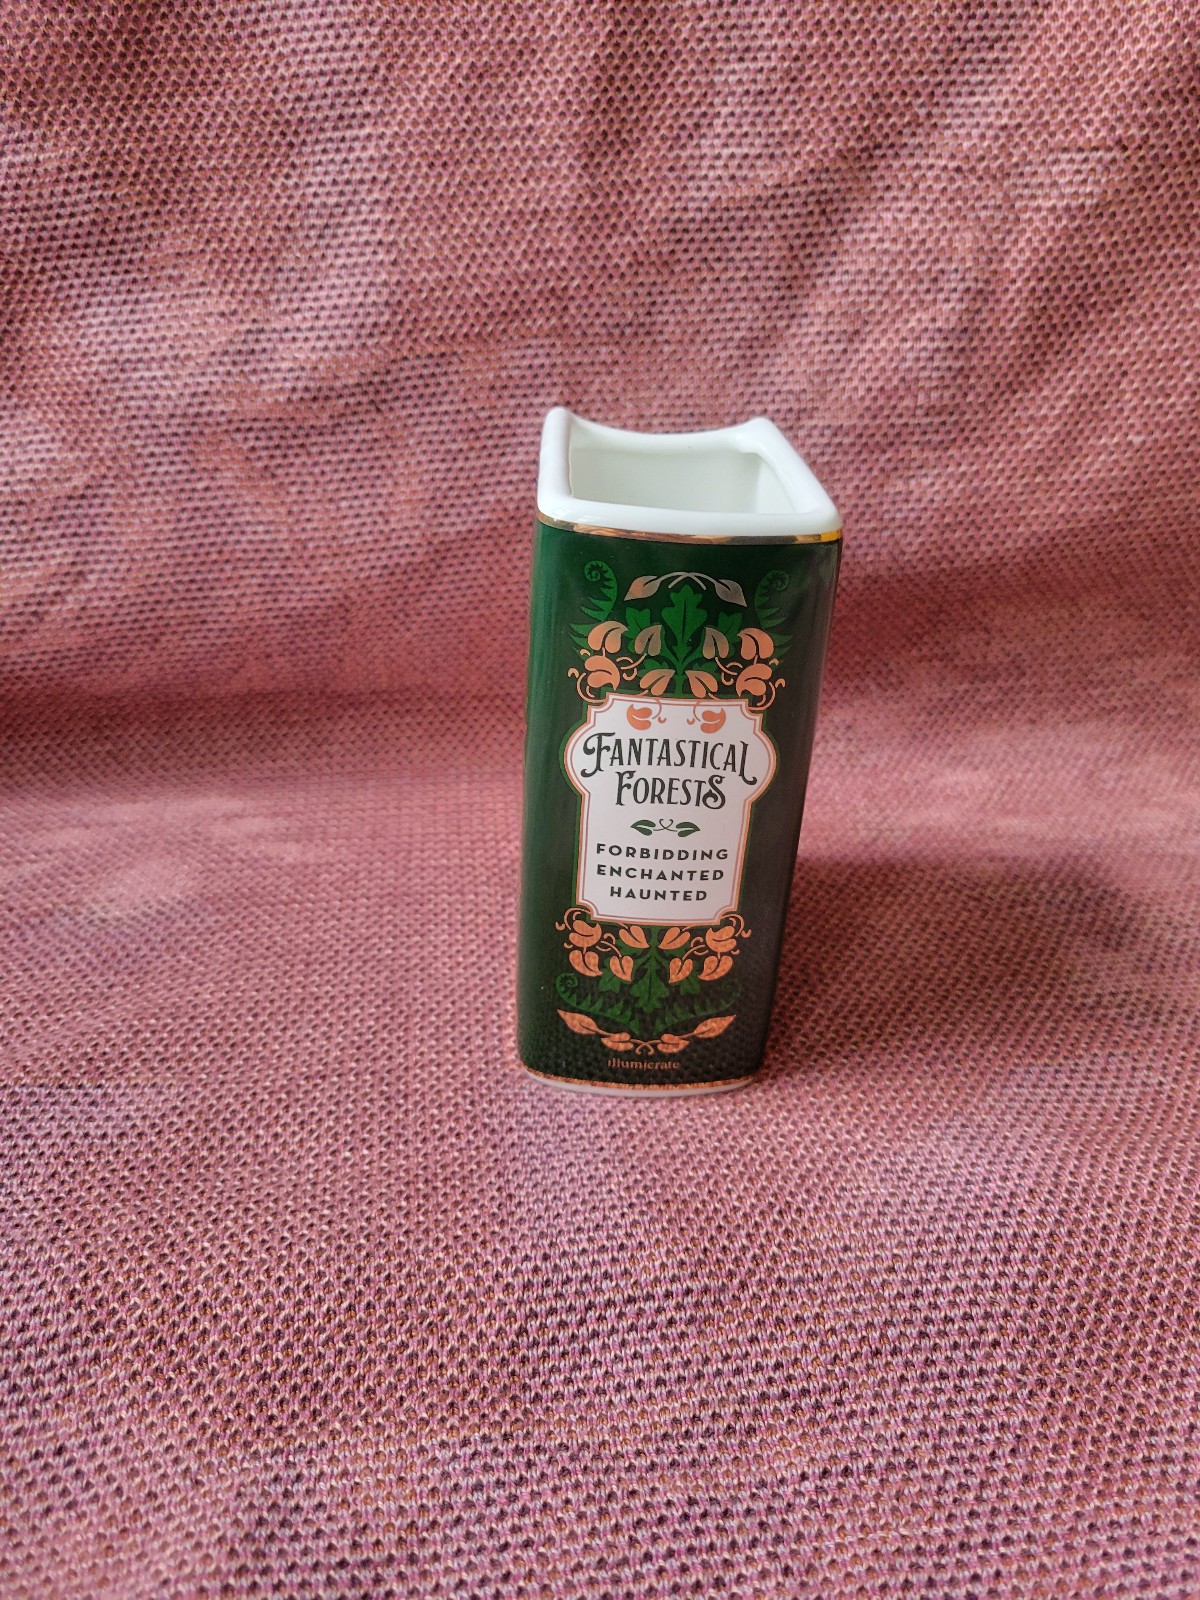 FANTASTICAL
FORESTS
FORBIDDING
ENCHANTED
HAUNTED
illumicrate